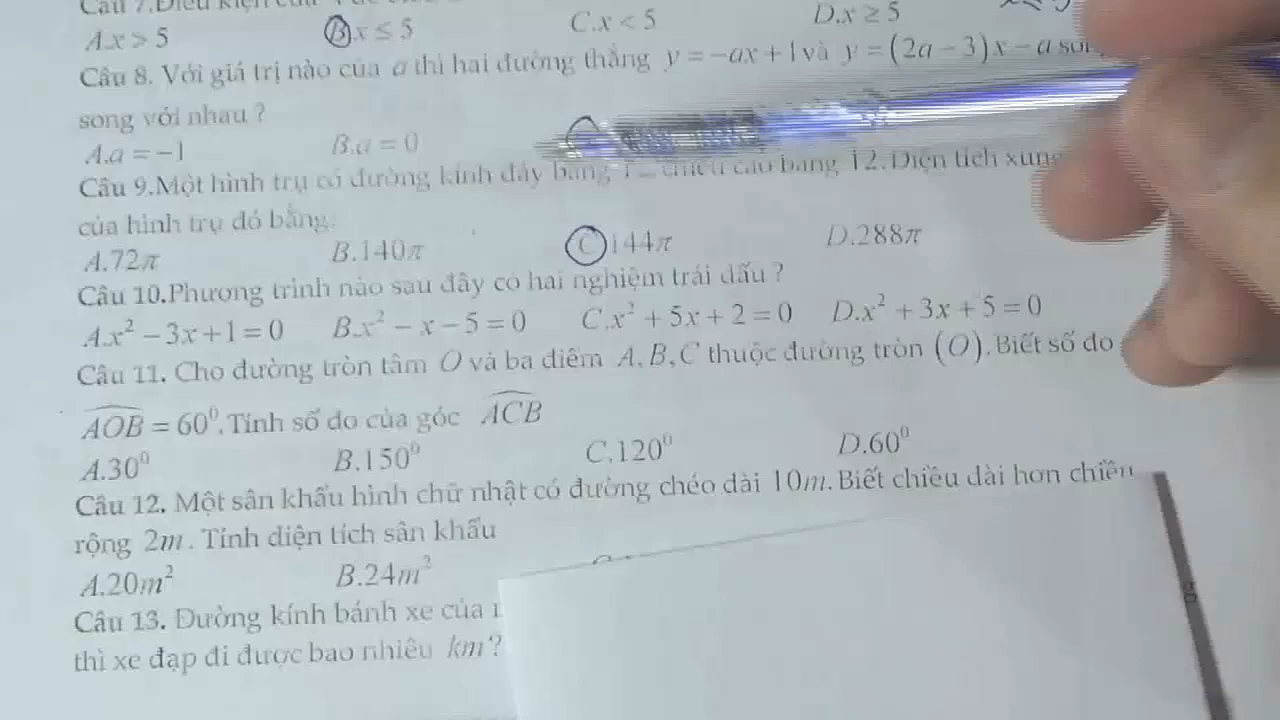 Câu 7.Điều kiện của
A.x > 5 B.x ≤ 5 C.x < 5 D.x ≥ 5
Câu 8. Với giá trị nào của a thì hai đường thẳng y = −ax + 1 và y = (2a − 3)x − a
song với nhau ?
A.a = −1 B.a = 0
Câu 9.Một hình trụ có đường kính đáy bằng chiều cao bằng 12.Diện tích xung
của hình trụ đó bằng:
A.72π B.140π C.144π D.288π
Câu 10.Phương trình nào sau đây có hai nghiệm trái dấu ?
A.x² − 3x + 1 = 0 B.x² − x − 5 = 0 C.x² + 5x + 2 = 0 D.x² + 3x + 5 = 0
Câu 11. Cho đường tròn tâm O và ba điểm A, B, C thuộc đường tròn (O). Biết số đo
AOB = 60⁰. Tính số đo của góc ACB
A.30⁰ B.150⁰ C.120⁰ D.60⁰
Câu 12. Một sân khấu hình chữ nhật có đường chéo dài 10m. Biết chiều dài hơn chiều
rộng 2m. Tính diện tích sân khấu
A.20m² B.24m²
Câu 13. Đường kính bánh xe của
thì xe đạp đi được bao nhiêu km ?